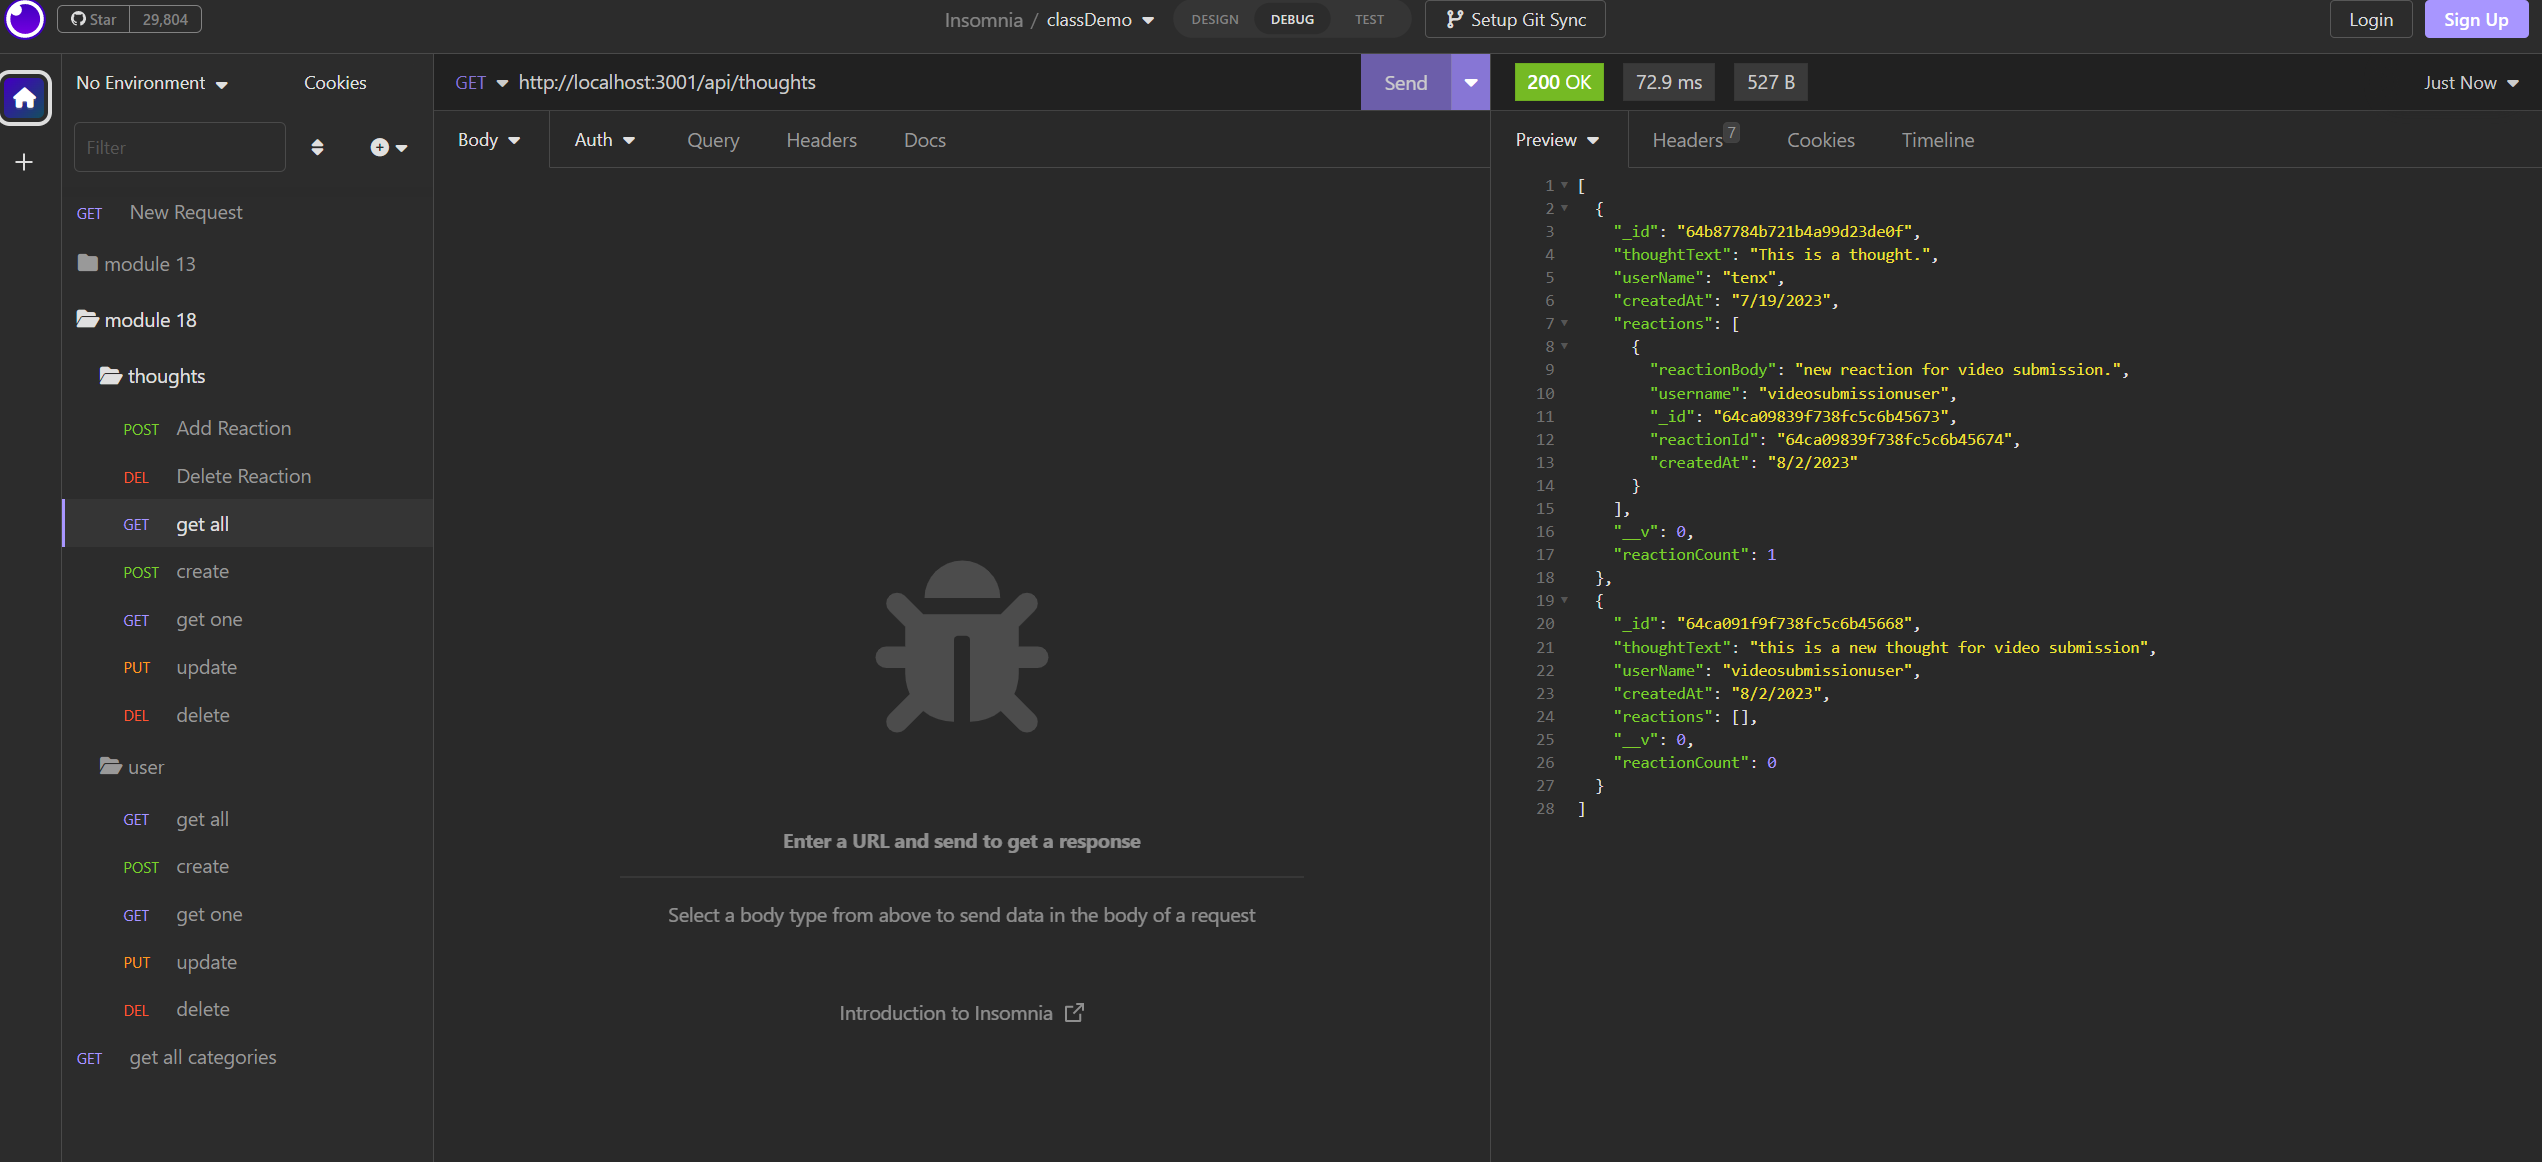 Star 29,804
Insomnia / classDemo
DESIGN DEBUG TEST
Setup Git Sync
Login
Sign Up
No Environment
Cookies
Filter
GET New Request
module 13
module 18
thoughts
POST Add Reaction
DEL Delete Reaction
GET get all
POST create
GET get one
PUT update
DEL delete
user
GET get all
POST create
GET get one
PUT update
DEL delete
GET get all categories
GET http://localhost:3001/api/thoughts
Send
Body Auth Query Headers Docs
Enter a URL and send to get a response
Select a body type from above to send data in the body of a request
Introduction to Insomnia
200 OK 72.9 ms 527 B
Just Now
Preview Headers 7 Cookies Timeline
1 [
2 {
3 "_id": "64b87784b721b4a99d23de0f",
4 "thoughtText": "This is a thought.",
5 "userName": "tenx",
6 "createdAt": "7/19/2023",
7 "reactions": [
8 {
9 "reactionBody": "new reaction for video submission.",
10 "username": "videosubmissionuser",
11 "_id": "64ca09839f738fc5c6b45673",
12 "reactionId": "64ca09839f738fc5c6b45674",
13 "createdAt": "8/2/2023"
14 }
15 ],
16 "__v": 0,
17 "reactionCount": 1
18 },
19 {
20 "_id": "64ca091f9f738fc5c6b45668",
21 "thoughtText": "this is a new thought for video submission",
22 "userName": "videosubmissionuser",
23 "createdAt": "8/2/2023",
24 "reactions": [],
25 "__v": 0,
26 "reactionCount": 0
27 }
28 ]